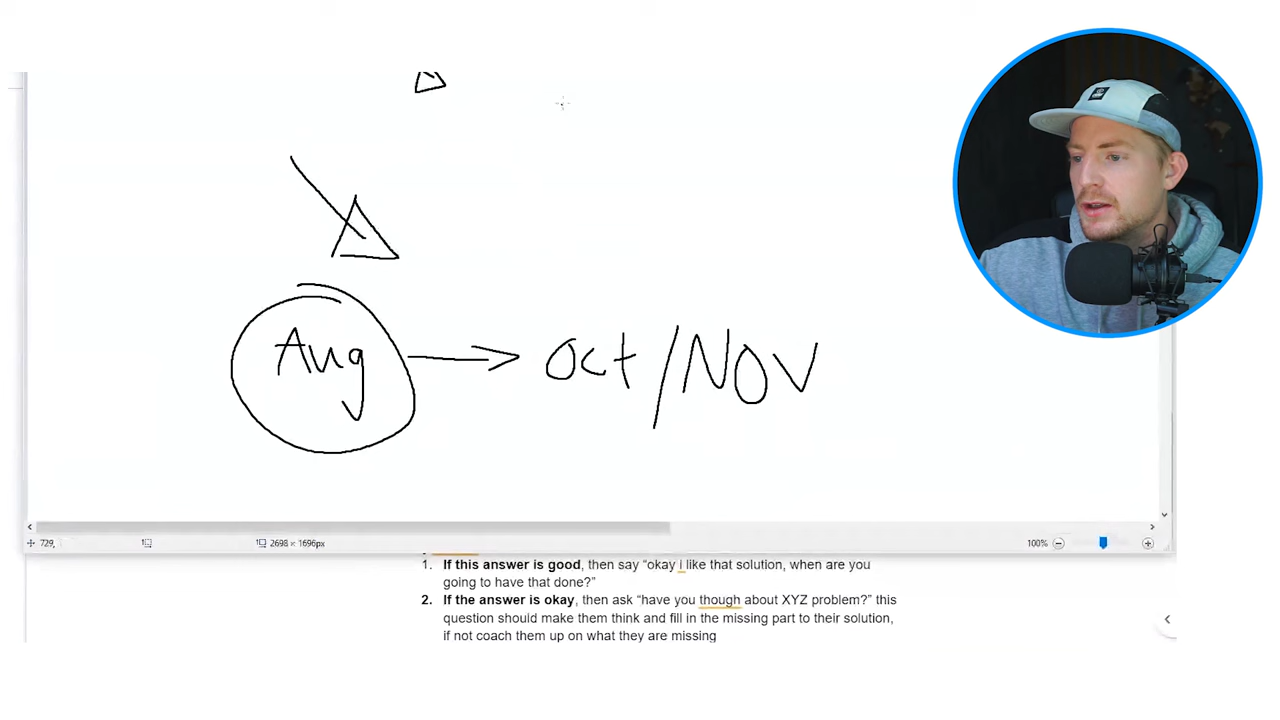 Aug → Oct/Nov
729,
2698 × 1696px
100%
1. If this answer is good, then say “okay i like that solution, when are you
going to have that done?”
2. If the answer is okay, then ask “have you though about XYZ problem?” this
question should make them think and fill in the missing part to their solution,
if not coach them up on what they are missing